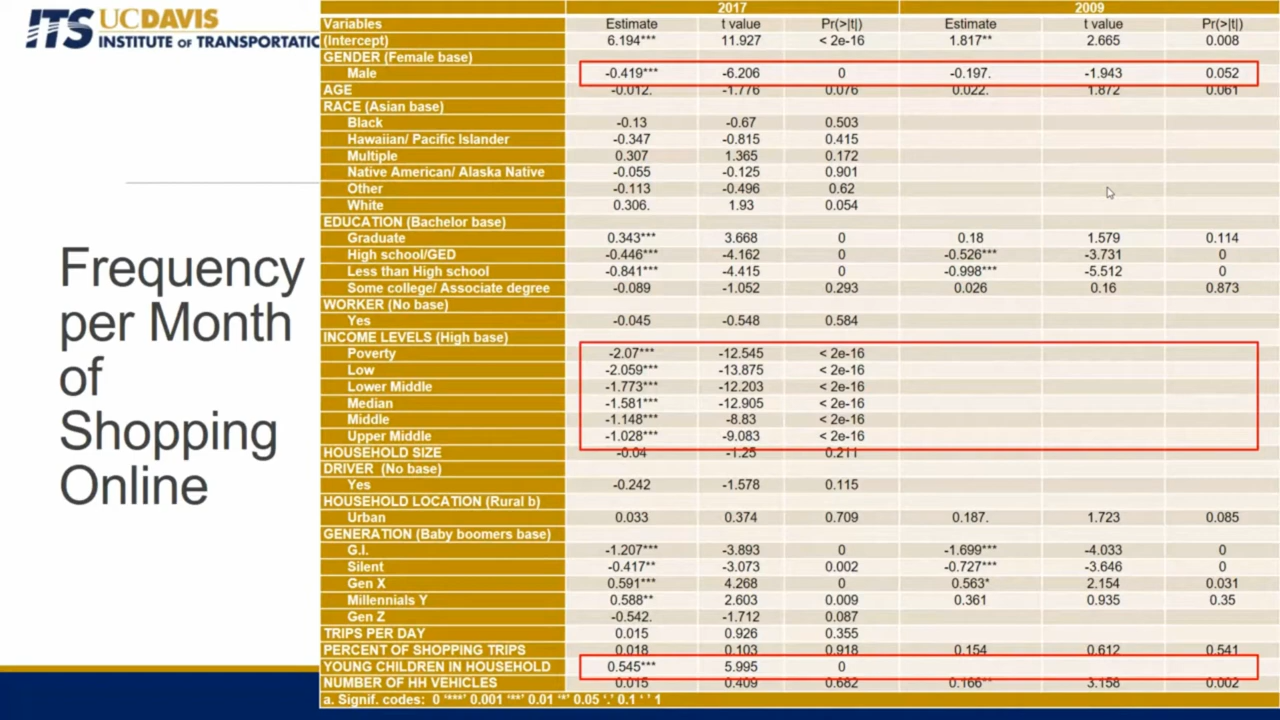 ITS UCDAVIS
INSTITUTE OF TRANSPORTATIC
Frequency
per Month
of
Shopping
Online
2017 2009
Variables Estimate t value Pr(>|t|) Estimate t value Pr(>|t|)
(Intercept) 6.194*** 11.927 < 2e-16 1.817** 2.665 0.008
GENDER (Female base)
Male -0.419*** -6.206 0 -0.197. -1.943 0.052
AGE -0.012. -1.776 0.076 0.022. 1.872 0.061
RACE (Asian base)
Black -0.13 -0.67 0.503
Hawaiian/ Pacific Islander -0.347 -0.815 0.415
Multiple 0.307 1.365 0.172
Native American/ Alaska Native -0.055 -0.125 0.901
Other -0.113 -0.496 0.62
White 0.306. 1.93 0.054
EDUCATION (Bachelor base)
Graduate 0.343*** 3.668 0 0.18 1.579 0.114
High school/GED -0.446*** -4.162 0 -0.526*** -3.731 0
Less than High school -0.841*** -4.415 0 -0.998*** -5.512 0
Some college/ Associate degree -0.089 -1.052 0.293 0.026 0.16 0.873
WORKER (No base)
Yes -0.045 -0.548 0.584
INCOME LEVELS (High base)
Poverty -2.07*** -12.545 < 2e-16
Low -2.059*** -13.875 < 2e-16
Lower Middle -1.773*** -12.203 < 2e-16
Median -1.581*** -12.905 < 2e-16
Middle -1.148*** -8.83 < 2e-16
Upper Middle -1.028*** -9.083 < 2e-16
HOUSEHOLD SIZE -0.04 -1.25 0.211
DRIVER (No base)
Yes -0.242 -1.578 0.115
HOUSEHOLD LOCATION (Rural b)
Urban 0.033 0.374 0.709 0.187. 1.723 0.085
GENERATION (Baby boomers base)
G.I. -1.207*** -3.893 0 -1.699*** -4.033 0
Silent -0.417** -3.073 0.002 -0.727*** -3.646 0
Gen X 0.591*** 4.268 0 0.563* 2.154 0.031
Millennials Y 0.588** 2.603 0.009 0.361 0.935 0.35
Gen Z -0.542. -1.712 0.087
TRIPS PER DAY 0.015 0.926 0.355
PERCENT OF SHOPPING TRIPS 0.018 0.103 0.918 0.154 0.612 0.541
YOUNG CHILDREN IN HOUSEHOLD 0.545*** 5.995 0
NUMBER OF HH VEHICLES 0.015 0.409 0.682 0.166** 3.158 0.002
a. Signif. codes: 0 ‘***’ 0.001 ‘**’ 0.01 ‘*’ 0.05 ‘.’ 0.1 ‘ ’ 1